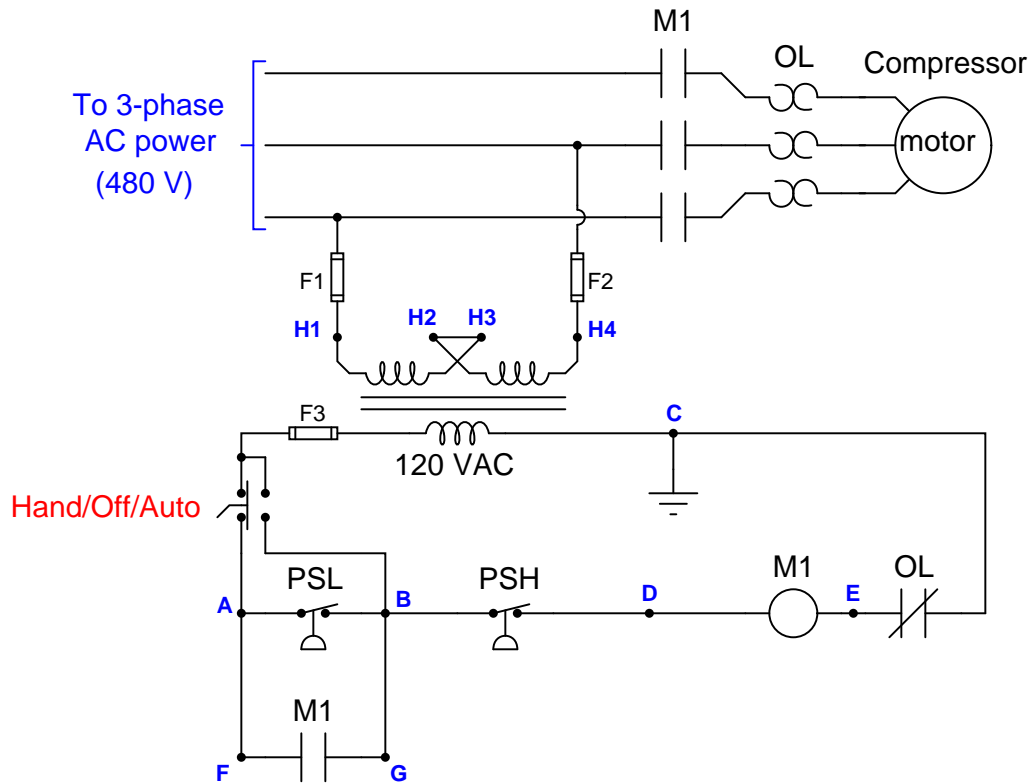 M1
OL
Compressor
motor
To 3-phase
AC power
(480 V)
F1
F2
H1
H2
H3
H4
F3
120 VAC
C
Hand/Off/Auto
A
PSL
B
PSH
D
M1
E
OL
M1
F
G